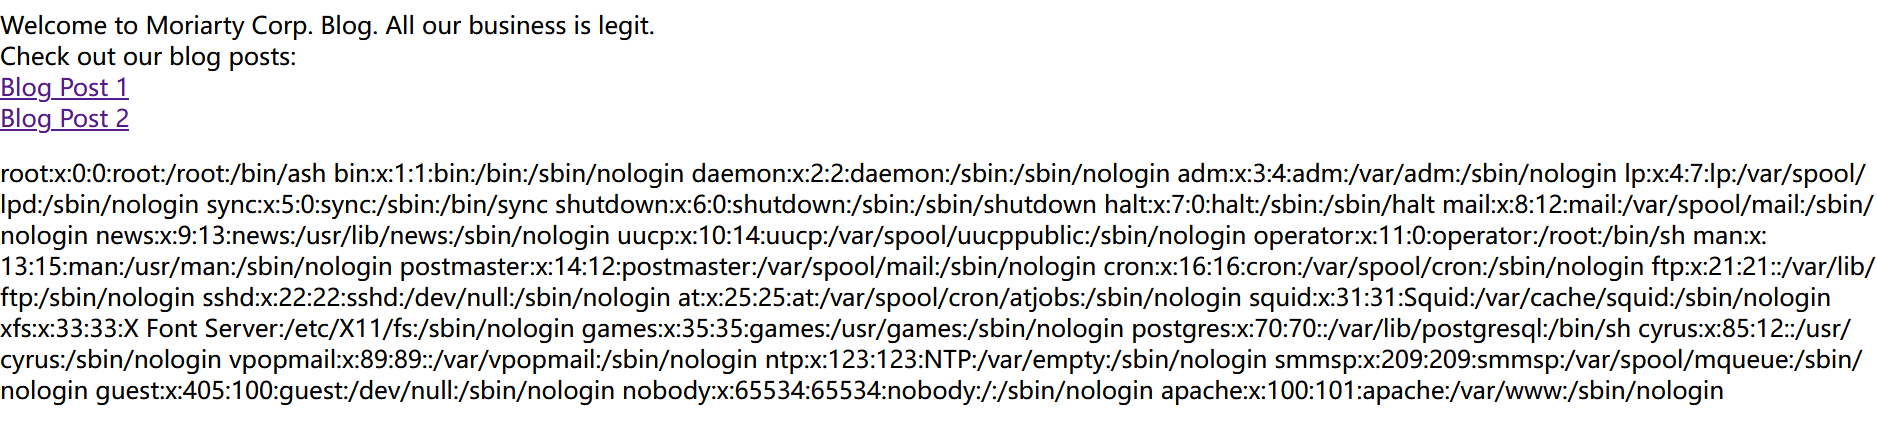 Welcome to Moriarty Corp. Blog. All our business is legit.
Check out our blog posts:
Blog Post 1
Blog Post 2
root:x:0:0:root:/root:/bin/ash bin:x:1:1:bin:/bin:/sbin/nologin daemon:x:2:2:daemon:/sbin:/sbin/nologin adm:x:3:4:adm:/var/adm:/sbin/nologin lp:x:4:7:lp:/var/spool/
lpd:/sbin/nologin sync:x:5:0:sync:/sbin:/bin/sync shutdown:x:6:0:shutdown:/sbin:/sbin/shutdown halt:x:7:0:halt:/sbin:/sbin/halt mail:x:8:12:mail:/var/spool/mail:/sbin/
nologin news:x:9:13:news:/usr/lib/news:/sbin/nologin uucp:x:10:14:uucp:/var/spool/uucppublic:/sbin/nologin operator:x:11:0:operator:/root:/bin/sh man:x:
13:15:man:/usr/man:/sbin/nologin postmaster:x:14:12:postmaster:/var/spool/mail:/sbin/nologin cron:x:16:16:cron:/var/spool/cron:/sbin/nologin ftp:x:21:21::/var/lib/
ftp:/sbin/nologin sshd:x:22:22:sshd:/dev/null:/sbin/nologin at:x:25:25:at:/var/spool/cron/atjobs:/sbin/nologin squid:x:31:31:Squid:/var/cache/squid:/sbin/nologin
xfs:x:33:33:X Font Server:/etc/X11/fs:/sbin/nologin games:x:35:35:games:/usr/games:/sbin/nologin postgres:x:70:70::/var/lib/postgresql:/bin/sh cyrus:x:85:12::/usr/
cyrus:/sbin/nologin vpopmail:x:89:89::/var/vpopmail:/sbin/nologin ntp:x:123:123:NTP:/var/empty:/sbin/nologin smmsp:x:209:209:smmsp:/var/spool/mqueue:/sbin/
nologin guest:x:405:100:guest:/dev/null:/sbin/nologin nobody:x:65534:65534:nobody:/:/sbin/nologin apache:x:100:101:apache:/var/www:/sbin/nologin